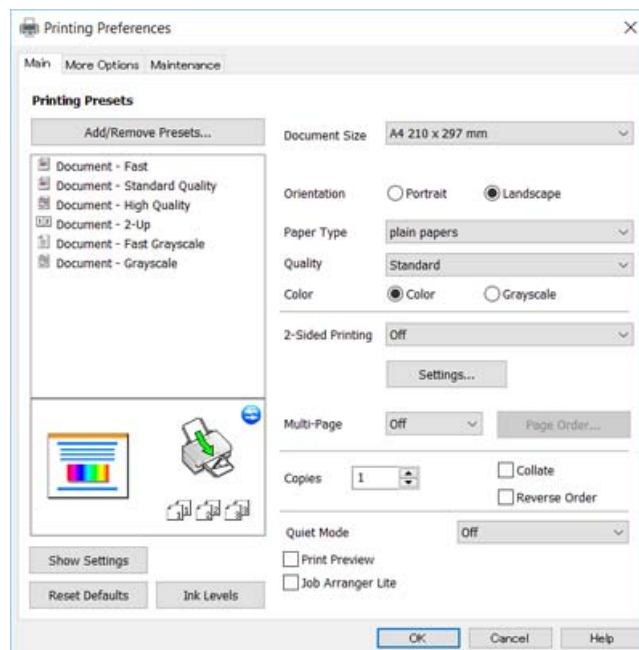 Printing Preferences
Main More Options Maintenance
Printing Presets
Add/Remove Presets...
Document - Fast
Document - Standard Quality
Document - High Quality
Document - 2-Up
Document - Fast Grayscale
Document - Grayscale
Show Settings
Reset Defaults Ink Levels
Document Size A4 210 x 297 mm
Orientation Portrait Landscape
Paper Type plain papers
Quality Standard
Color Color Grayscale
2-Sided Printing Off
Settings...
Multi-Page Off Page Order...
Copies 1 Collate
Reverse Order
Quiet Mode Off
Print Preview
Job Arranger Lite
OK Cancel Help